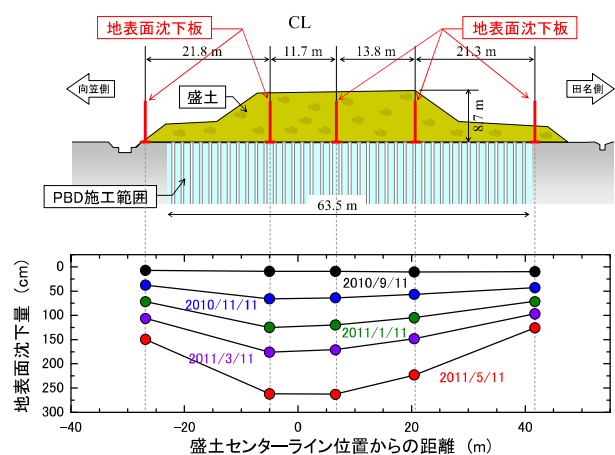 CL
地表面沈下板
地表面沈下板
21.8 m
11.7 m
13.8 m
21.3 m
向笠側
田名側
盛土
8.7 m
PBD施工範囲
63.5 m
地表面沈下量 (cm)
0
50
100
150
200
250
300
2010/9/11
2010/11/11
2011/1/11
2011/3/11
2011/5/11
-40
-20
0
20
40
盛土センターライン位置からの距離 (m)